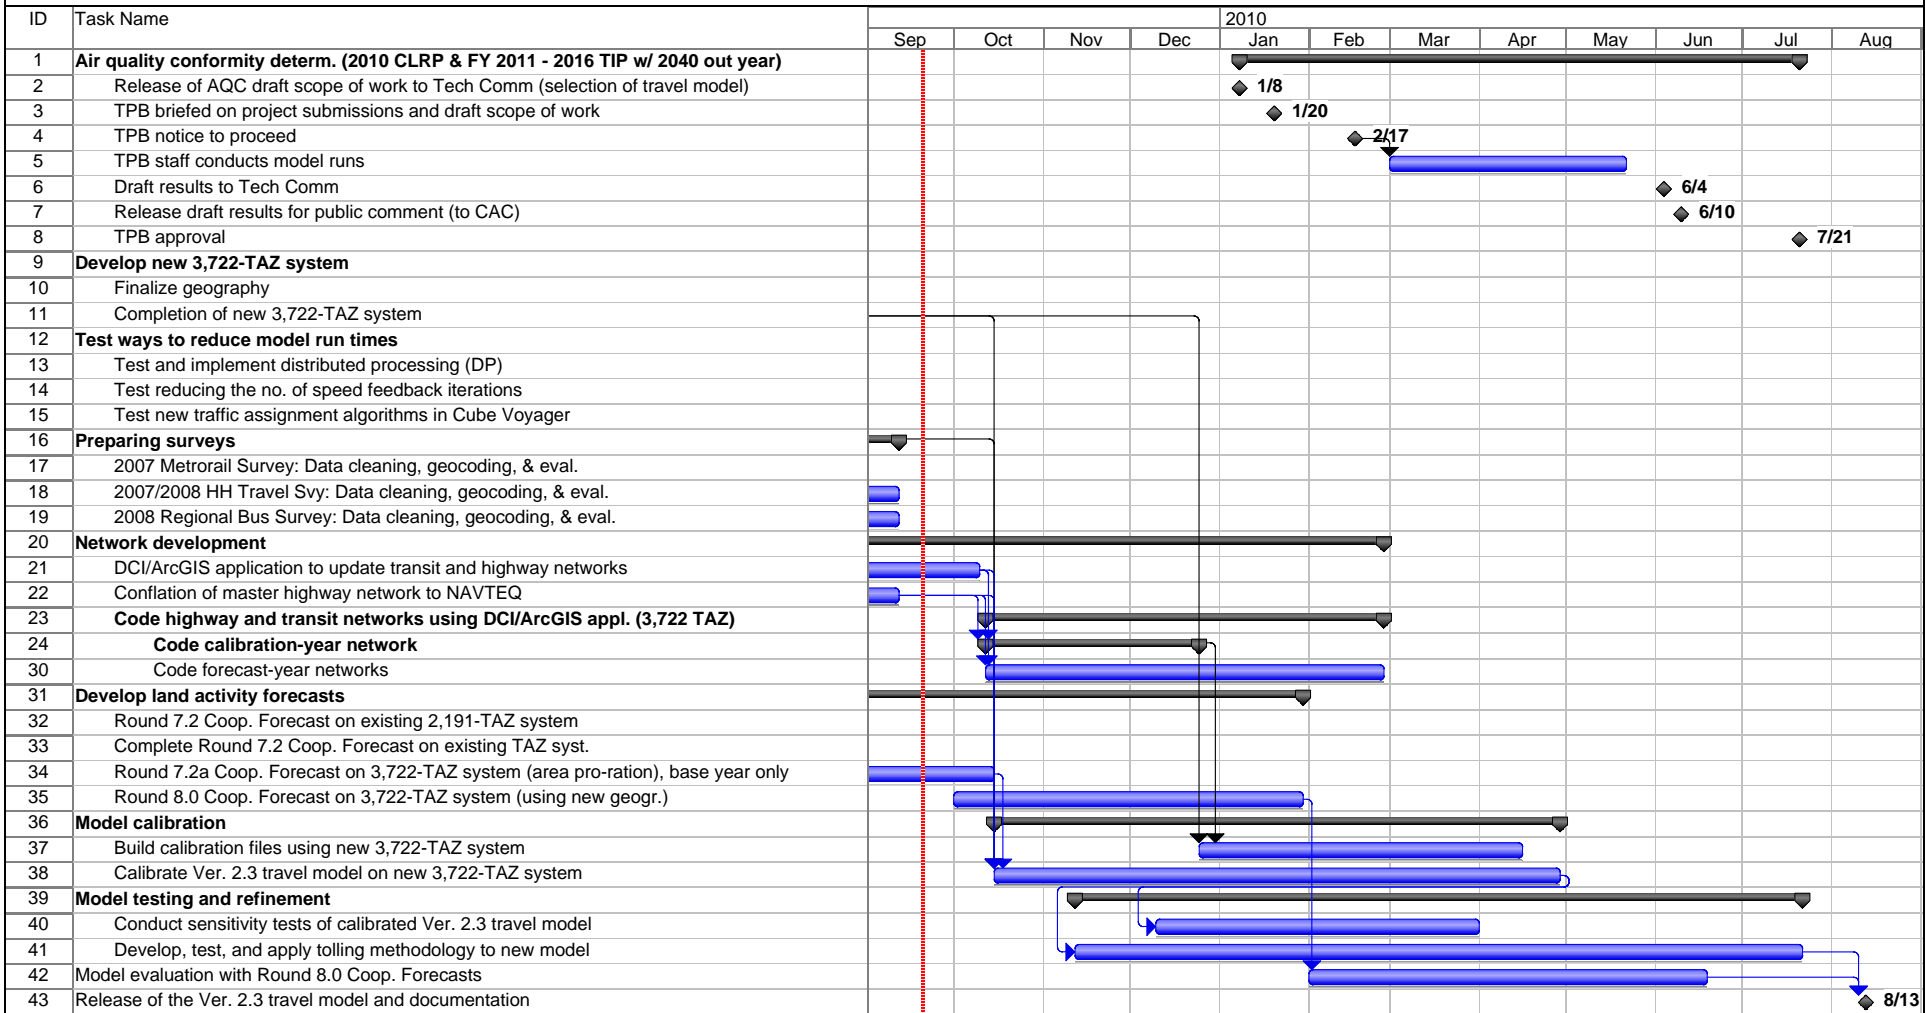 ID Task Name 2010
Sep Oct Nov Dec Jan Feb Mar Apr May Jun Jul Aug
1 Air quality conformity determ. (2010 CLRP & FY 2011 - 2016 TIP w/ 2040 out year)
2 Release of AQC draft scope of work to Tech Comm (selection of travel model) 1/8
3 TPB briefed on project submissions and draft scope of work 1/20
4 TPB notice to proceed 2/17
5 TPB staff conducts model runs
6 Draft results to Tech Comm 6/4
7 Release draft results for public comment (to CAC) 6/10
8 TPB approval 7/21
9 Develop new 3,722-TAZ system
10 Finalize geography
11 Completion of new 3,722-TAZ system
12 Test ways to reduce model run times
13 Test and implement distributed processing (DP)
14 Test reducing the no. of speed feedback iterations
15 Test new traffic assignment algorithms in Cube Voyager
16 Preparing surveys
17 2007 Metrorail Survey: Data cleaning, geocoding, & eval.
18 2007/2008 HH Travel Svy: Data cleaning, geocoding, & eval.
19 2008 Regional Bus Survey: Data cleaning, geocoding, & eval.
20 Network development
21 DCI/ArcGIS application to update transit and highway networks
22 Conflation of master highway network to NAVTEQ
23 Code highway and transit networks using DCI/ArcGIS appl. (3,722 TAZ)
24 Code calibration-year network
30 Code forecast-year networks
31 Develop land activity forecasts
32 Round 7.2 Coop. Forecast on existing 2,191-TAZ system
33 Complete Round 7.2 Coop. Forecast on existing TAZ syst.
34 Round 7.2a Coop. Forecast on 3,722-TAZ system (area pro-ration), base year only
35 Round 8.0 Coop. Forecast on 3,722-TAZ system (using new geogr.)
36 Model calibration
37 Build calibration files using new 3,722-TAZ system
38 Calibrate Ver. 2.3 travel model on new 3,722-TAZ system
39 Model testing and refinement
40 Conduct sensitivity tests of calibrated Ver. 2.3 travel model
41 Develop, test, and apply tolling methodology to new model
42 Model evaluation with Round 8.0 Coop. Forecasts
43 Release of the Ver. 2.3 travel model and documentation 8/13